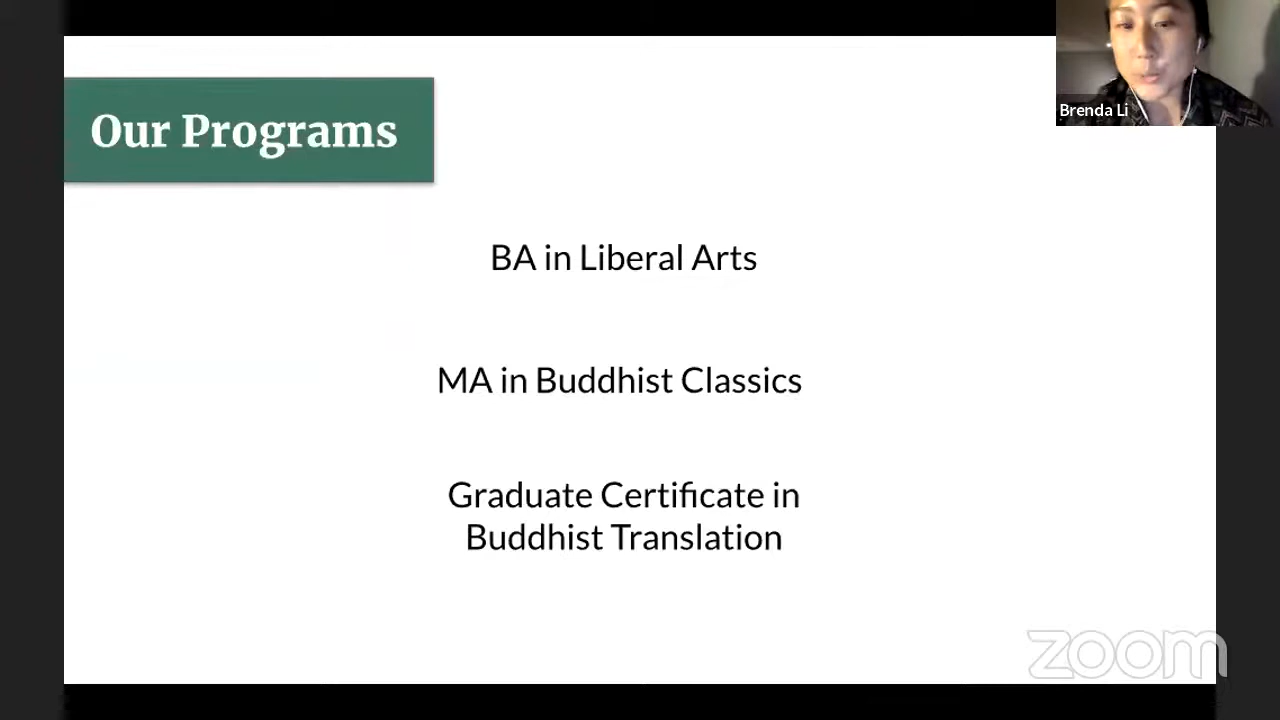 Our Programs
Brenda Li
BA in Liberal Arts
MA in Buddhist Classics
Graduate Certificate in
Buddhist Translation
zoom